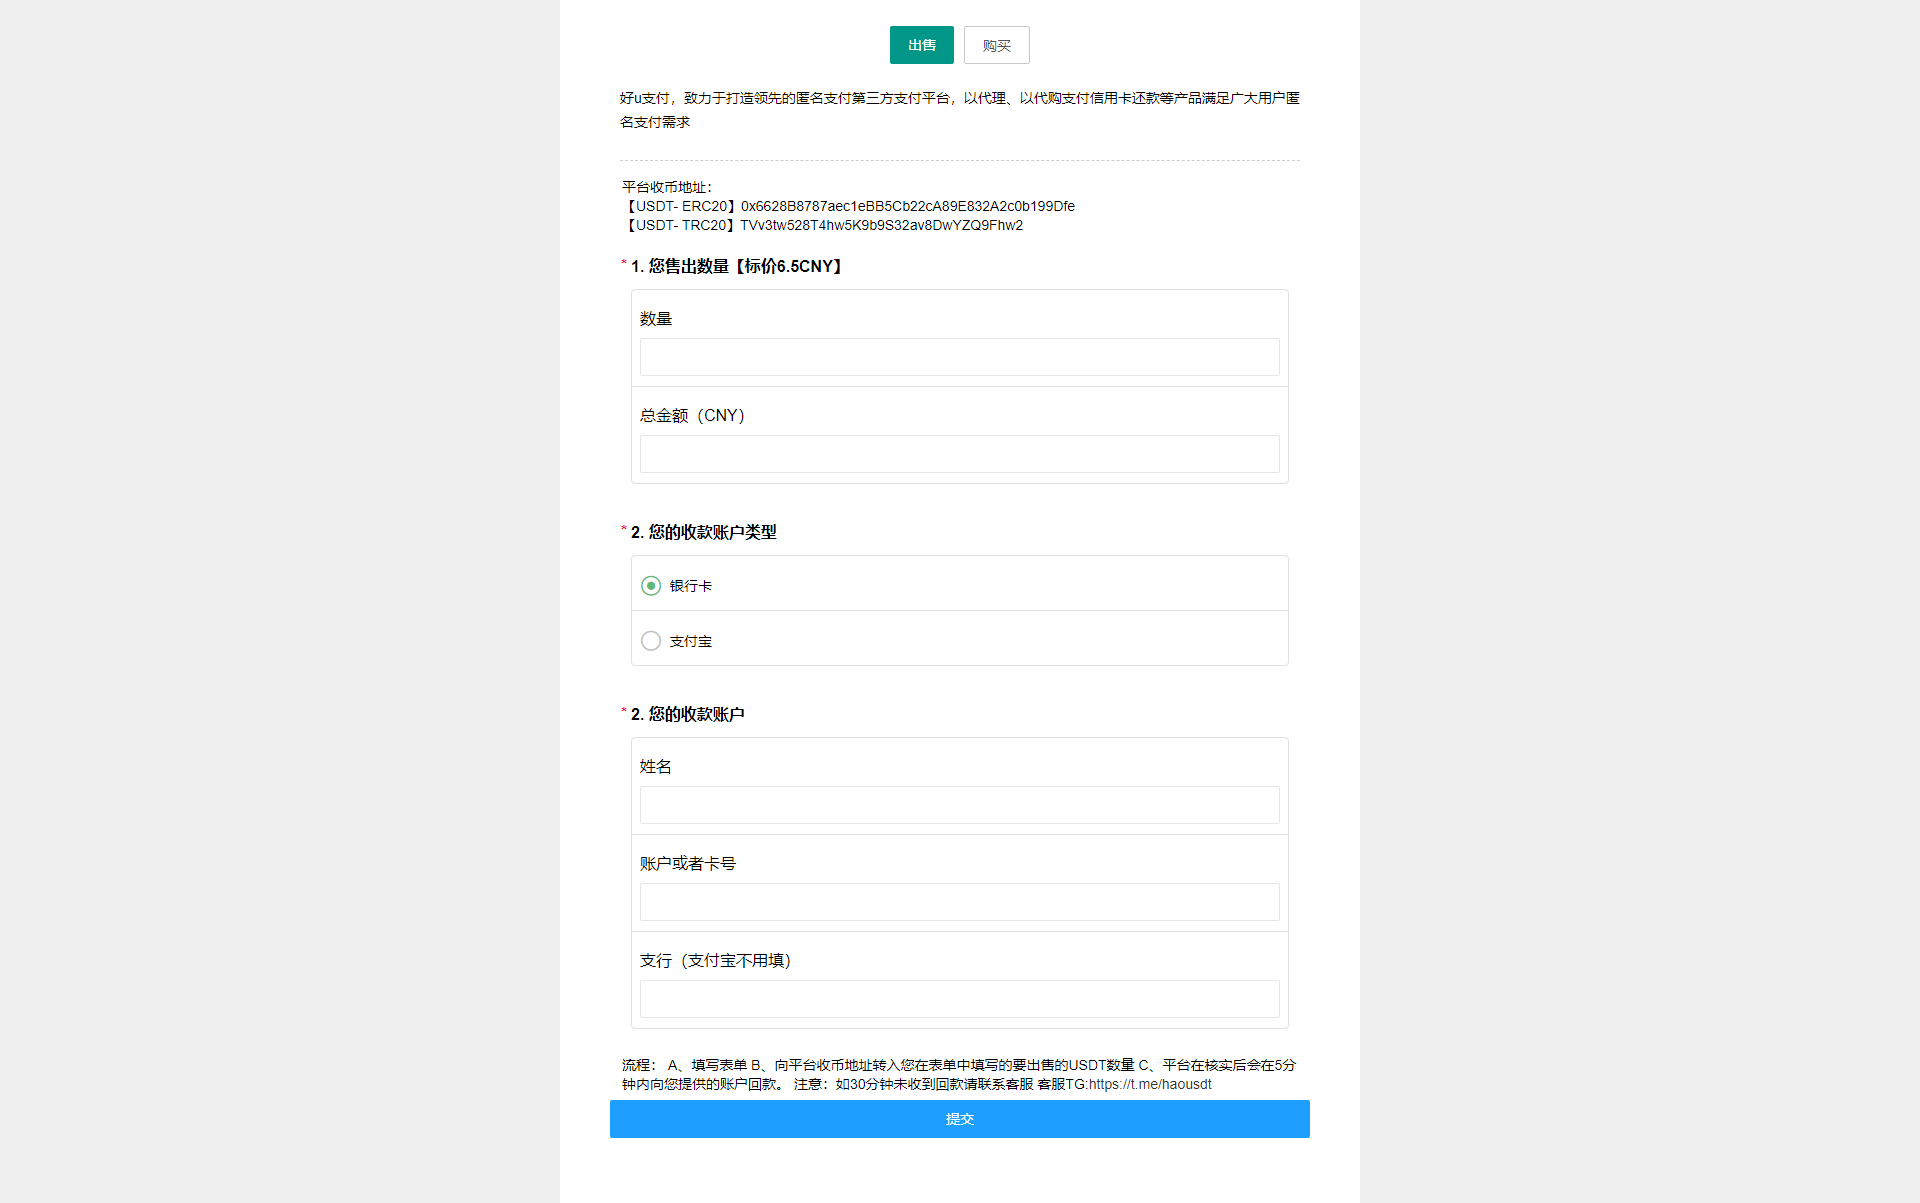 出售
购买
好u支付，致力于打造领先的匿名支付第三方支付平台，以代理、以代购支付信用卡还款等产品满足广大用户匿
名支付需求
平台收币地址：
【USDT- ERC20】0x6628B8787aec1eBB5Cb22cA89E832A2c0b199Dfe
【USDT- TRC20】TVv3tw528T4hw5K9b9S32av8DwYZQ9Fhw2
* 1. 您售出数量【标价6.5CNY】
数量
总金额（CNY）
* 2. 您的收款账户类型
银行卡
支付宝
* 2. 您的收款账户
姓名
账户或者卡号
支行（支付宝不用填）
流程： A、填写表单 B、向平台收币地址转入您在表单中填写的要出售的USDT数量 C、平台在核实后会在5分
钟内向您提供的账户回款。 注意：如30分钟未收到回款请联系客服 客服TG:https://t.me/haousdt
提交